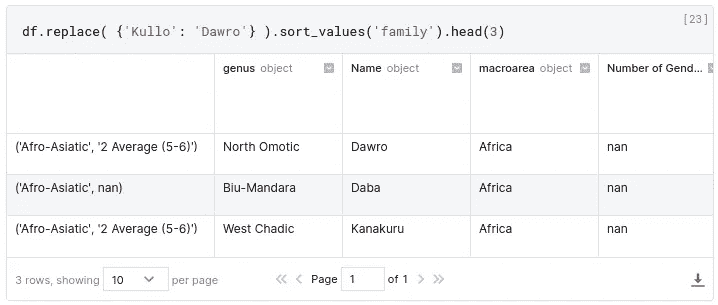 [23]
df.replace( {'Kullo': 'Dawro'} ).sort_values('family').head(3)
genus object Name object macroarea object Number of Gend...
('Afro-Asiatic', '2 Average (5-6)') North Omotic Dawro Africa nan
('Afro-Asiatic', nan) Biu-Mandara Daba Africa nan
('Afro-Asiatic', '2 Average (5-6)') West Chadic Kanakuru Africa nan
3 rows, showing 10 per page << < Page 1 of 1 > >>